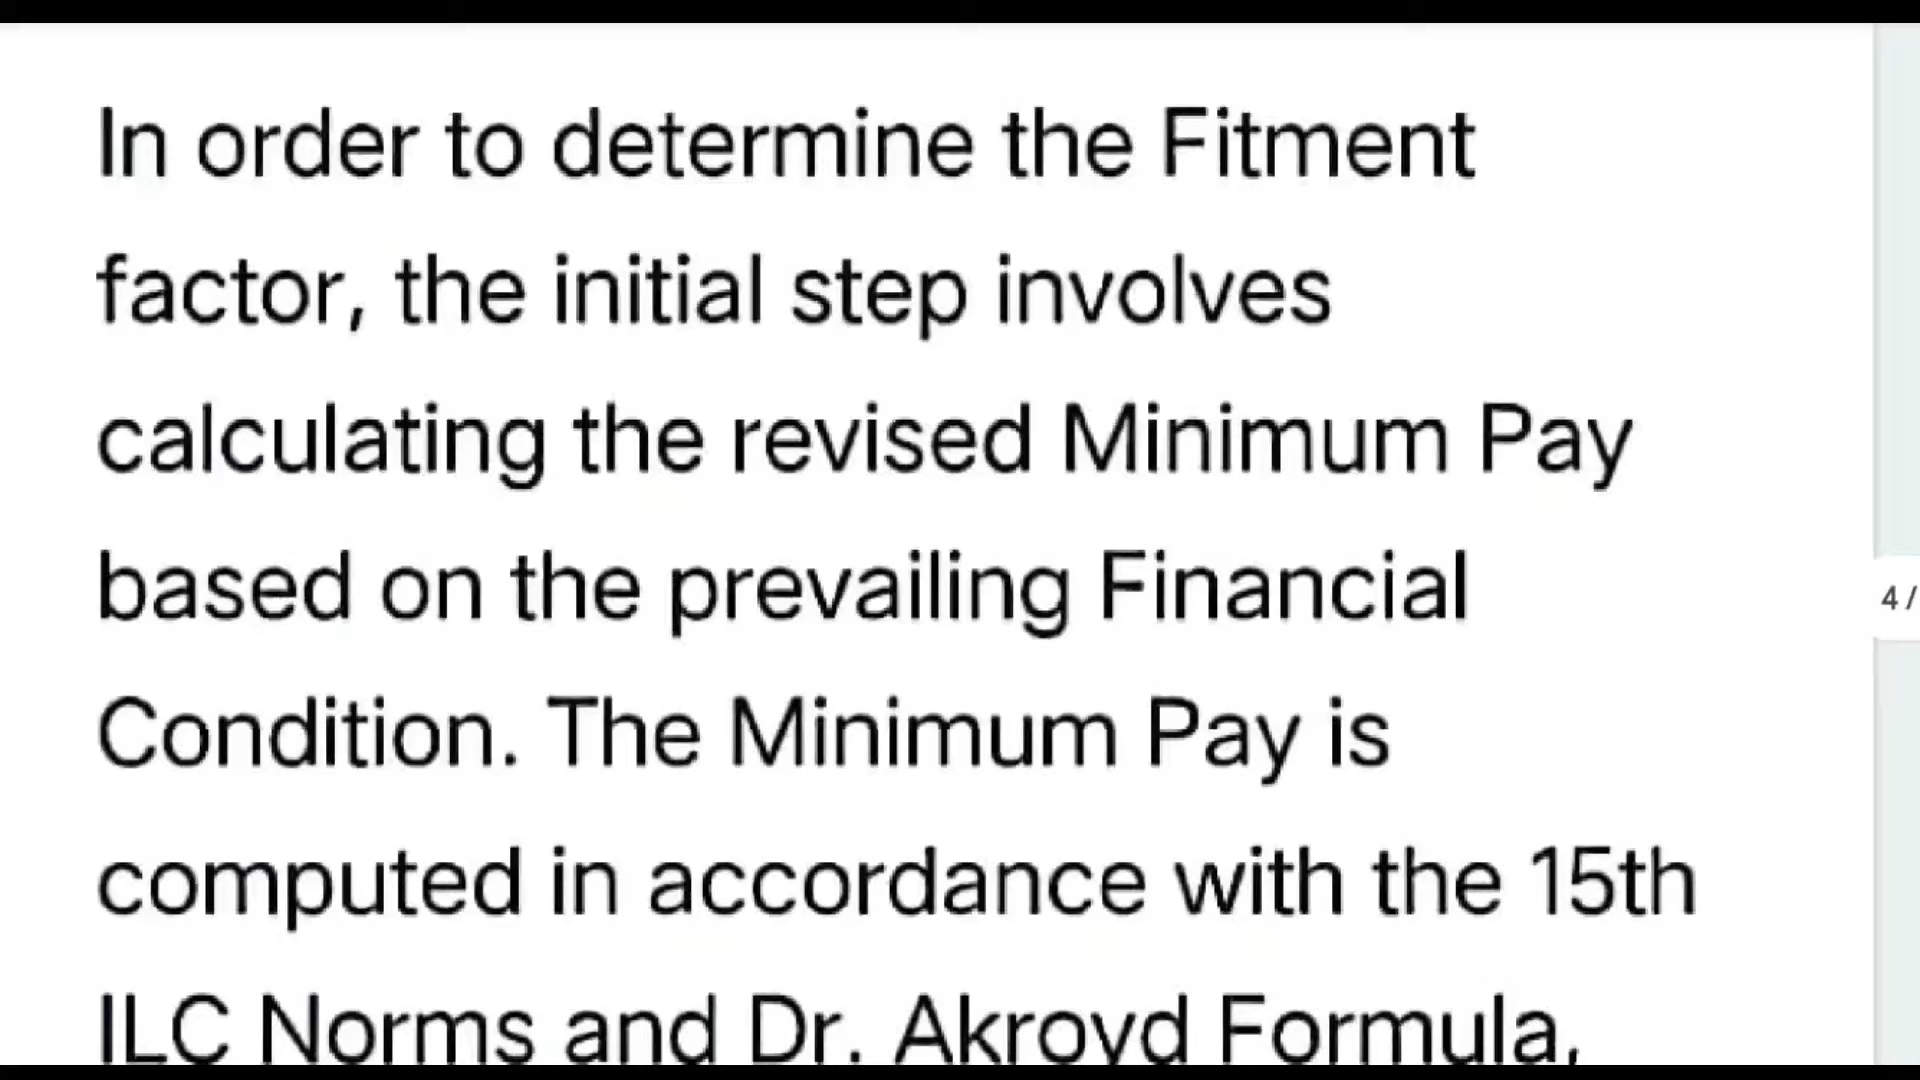 In order to determine the Fitment
factor, the initial step involves
calculating the revised Minimum Pay
based on the prevailing Financial
4 /
Condition. The Minimum Pay is
computed in accordance with the 15th
ILC Norms and Dr. Akroyd Formula,